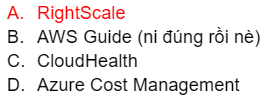 A. RightScale
B. AWS Guide (ni đúng rồi nè)
C. CloudHealth
D. Azure Cost Management